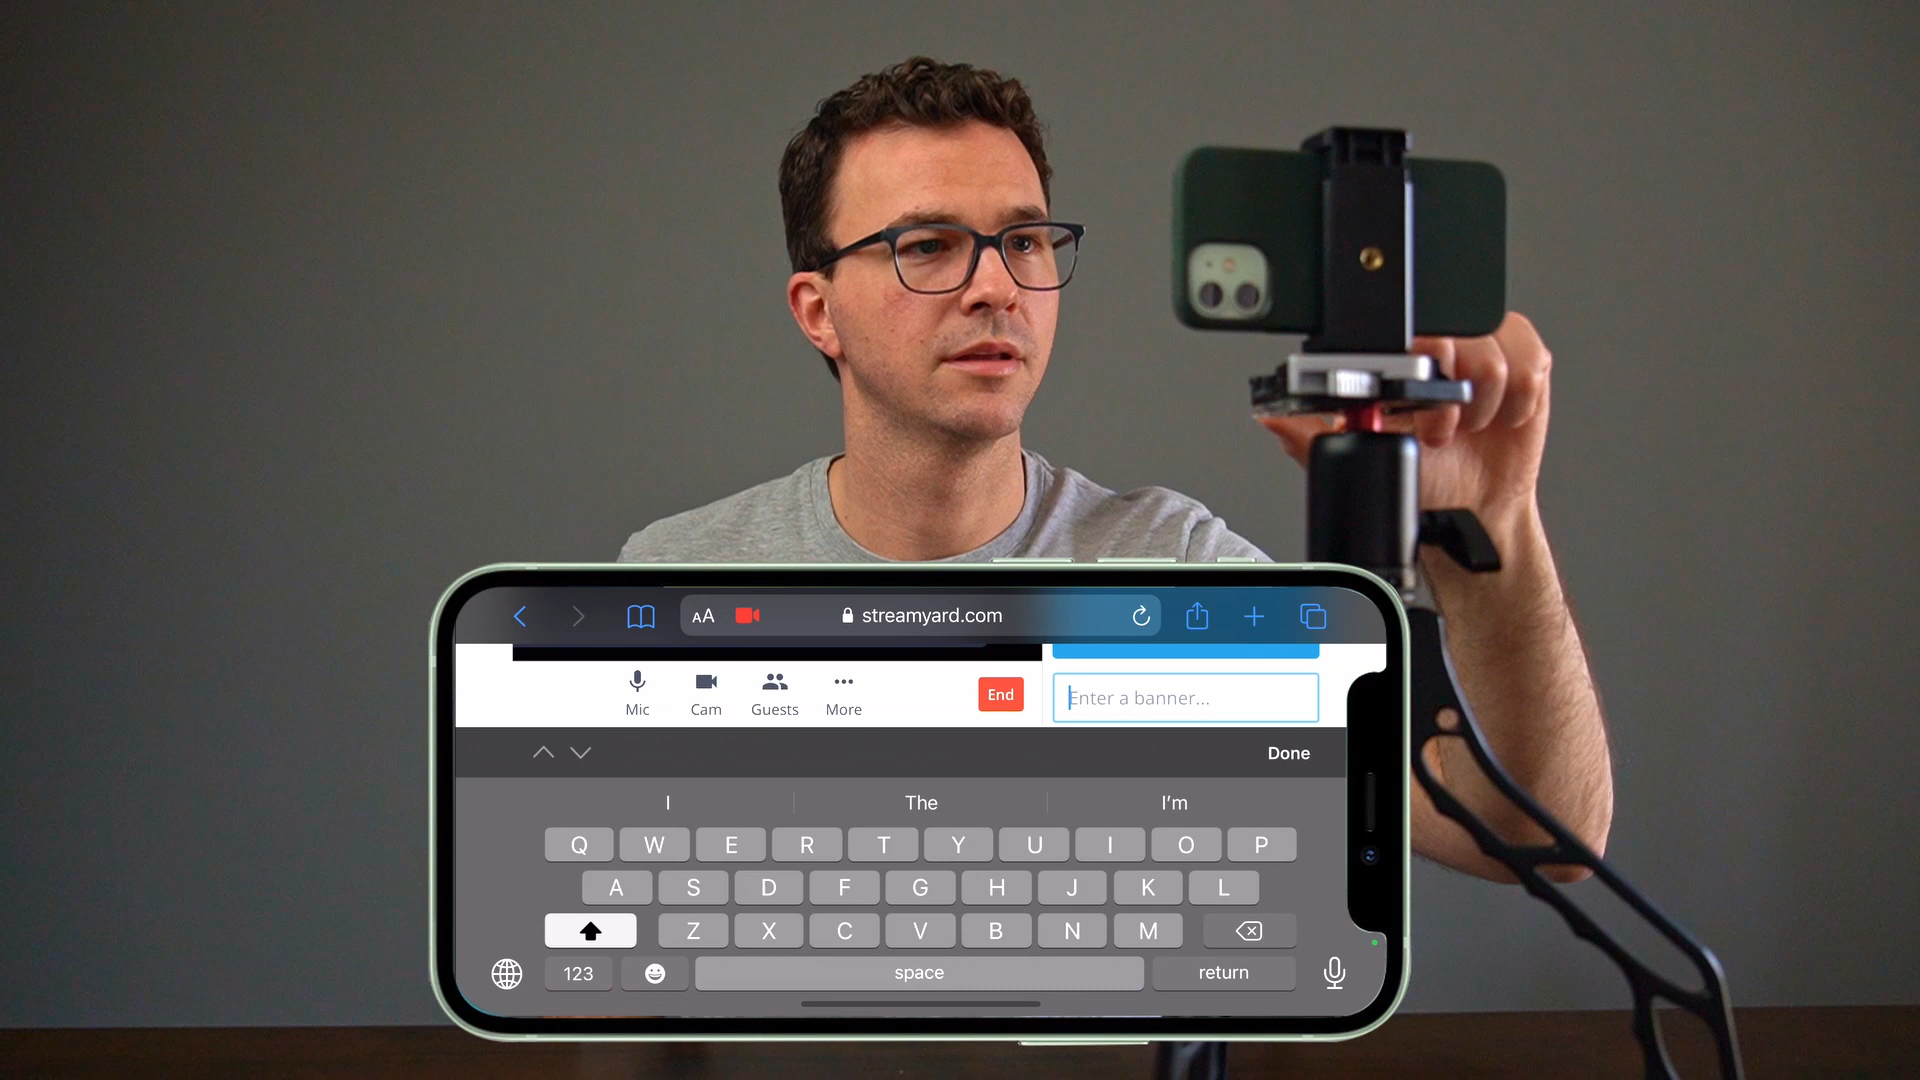 AA streamyard.com
Mic Cam Guests More End Enter a banner...
Done
I The I'm
Q W E R T Y U I O P
A S D F G H J K L
Z X C V B N M
123 space return